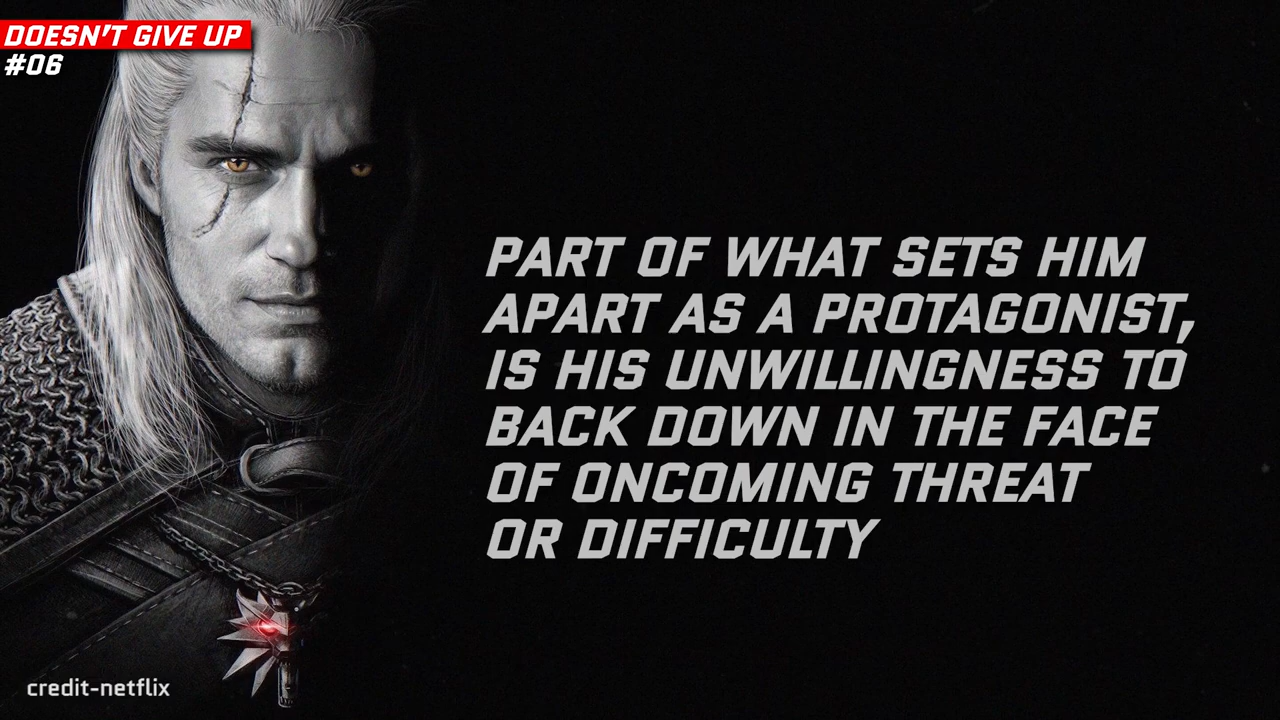 DOESN'T GIVE UP
#06
PART OF WHAT SETS HIM
APART AS A PROTAGONIST,
IS HIS UNWILLINGNESS TO
BACK DOWN IN THE FACE
OF ONCOMING THREAT
OR DIFFICULTY
credit-netflix